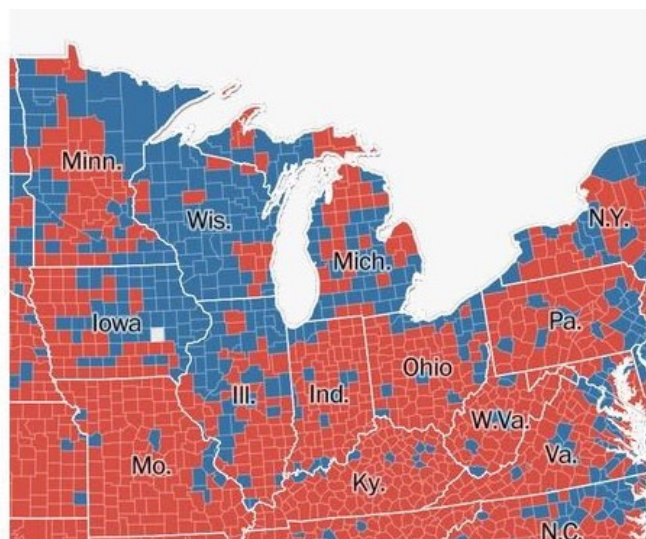 Minn.
Wis.
N.Y.
Mich.
Iowa
Pa.
Ohio
Ill.
Ind.
W.Va.
Va.
Mo.
Ky.
N.C.